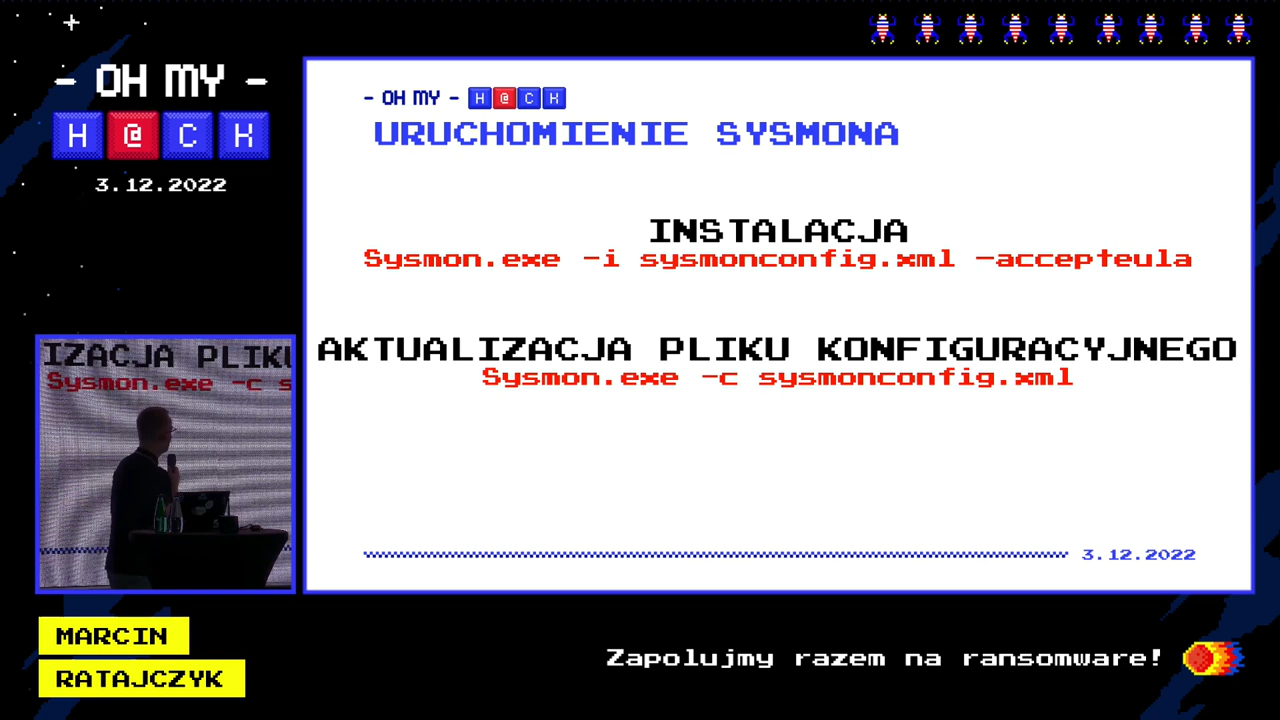 - OH MY -
H@CK
3.12.2022
- OH MY - H@CK
URUCHOMIENIE SYSMONA
INSTALACJA
Sysmon.exe -i sysmonconfig.xml -accepteula
AKTUALIZACJA PLIKU KONFIGURACYJNEGO
Sysmon.exe -c sysmonconfig.xml
3.12.2022
IZACJA PLIKU
Sysmon.exe -c s
MARCIN
RATAJCZYK
Zapolujmy razem na ransomware!